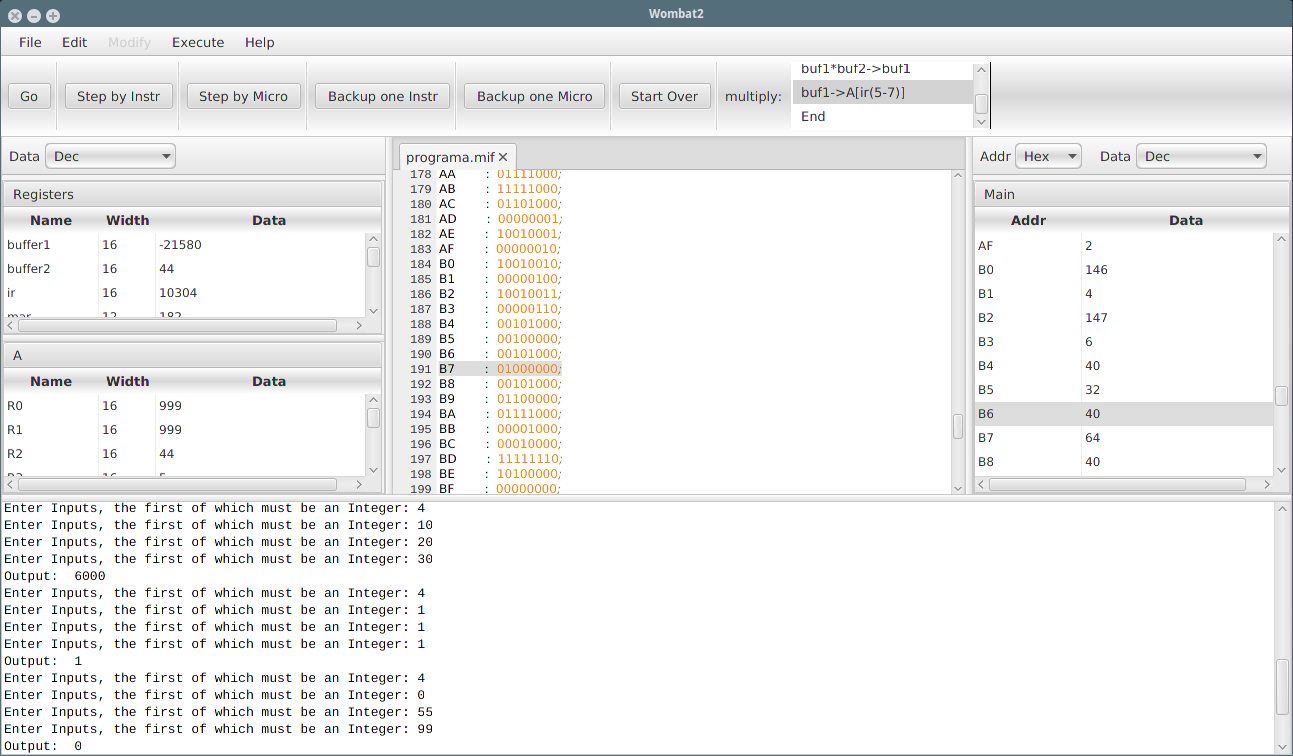 Wombat2
File Edit Modify Execute Help
Go Step by Instr Step by Micro Backup one Instr Backup one Micro Start Over multiply:
buf1*buf2->buf1
buf1->A[ir(5-7)]
End
Data Dec
Registers
Name Width Data
buffer1 16 -21580
buffer2 16 44
ir 16 10304
mar 12 182
A
Name Width Data
R0 16 999
R1 16 999
R2 16 44
R3 16 5
programa.mif
178 AA : 01111000;
179 AB : 11111000;
180 AC : 01101000;
181 AD : 00000001;
182 AE : 10010001;
183 AF : 00000010;
184 B0 : 10010010;
185 B1 : 00000100;
186 B2 : 10010011;
187 B3 : 00000110;
188 B4 : 00101000;
189 B5 : 00100000;
190 B6 : 00101000;
191 B7 : 01000000;
192 B8 : 00101000;
193 B9 : 01100000;
194 BA : 01111000;
195 BB : 00001000;
196 BC : 00010000;
197 BD : 11111110;
198 BE : 10100000;
199 BF : 00000000;
Addr Hex Data Dec
Main
Addr Data
AF 2
B0 146
B1 4
B2 147
B3 6
B4 40
B5 32
B6 40
B7 64
B8 40
Enter Inputs, the first of which must be an Integer: 4
Enter Inputs, the first of which must be an Integer: 10
Enter Inputs, the first of which must be an Integer: 20
Enter Inputs, the first of which must be an Integer: 30
Output: 6000
Enter Inputs, the first of which must be an Integer: 4
Enter Inputs, the first of which must be an Integer: 1
Enter Inputs, the first of which must be an Integer: 1
Enter Inputs, the first of which must be an Integer: 1
Output: 1
Enter Inputs, the first of which must be an Integer: 4
Enter Inputs, the first of which must be an Integer: 0
Enter Inputs, the first of which must be an Integer: 55
Enter Inputs, the first of which must be an Integer: 99
Output: 0